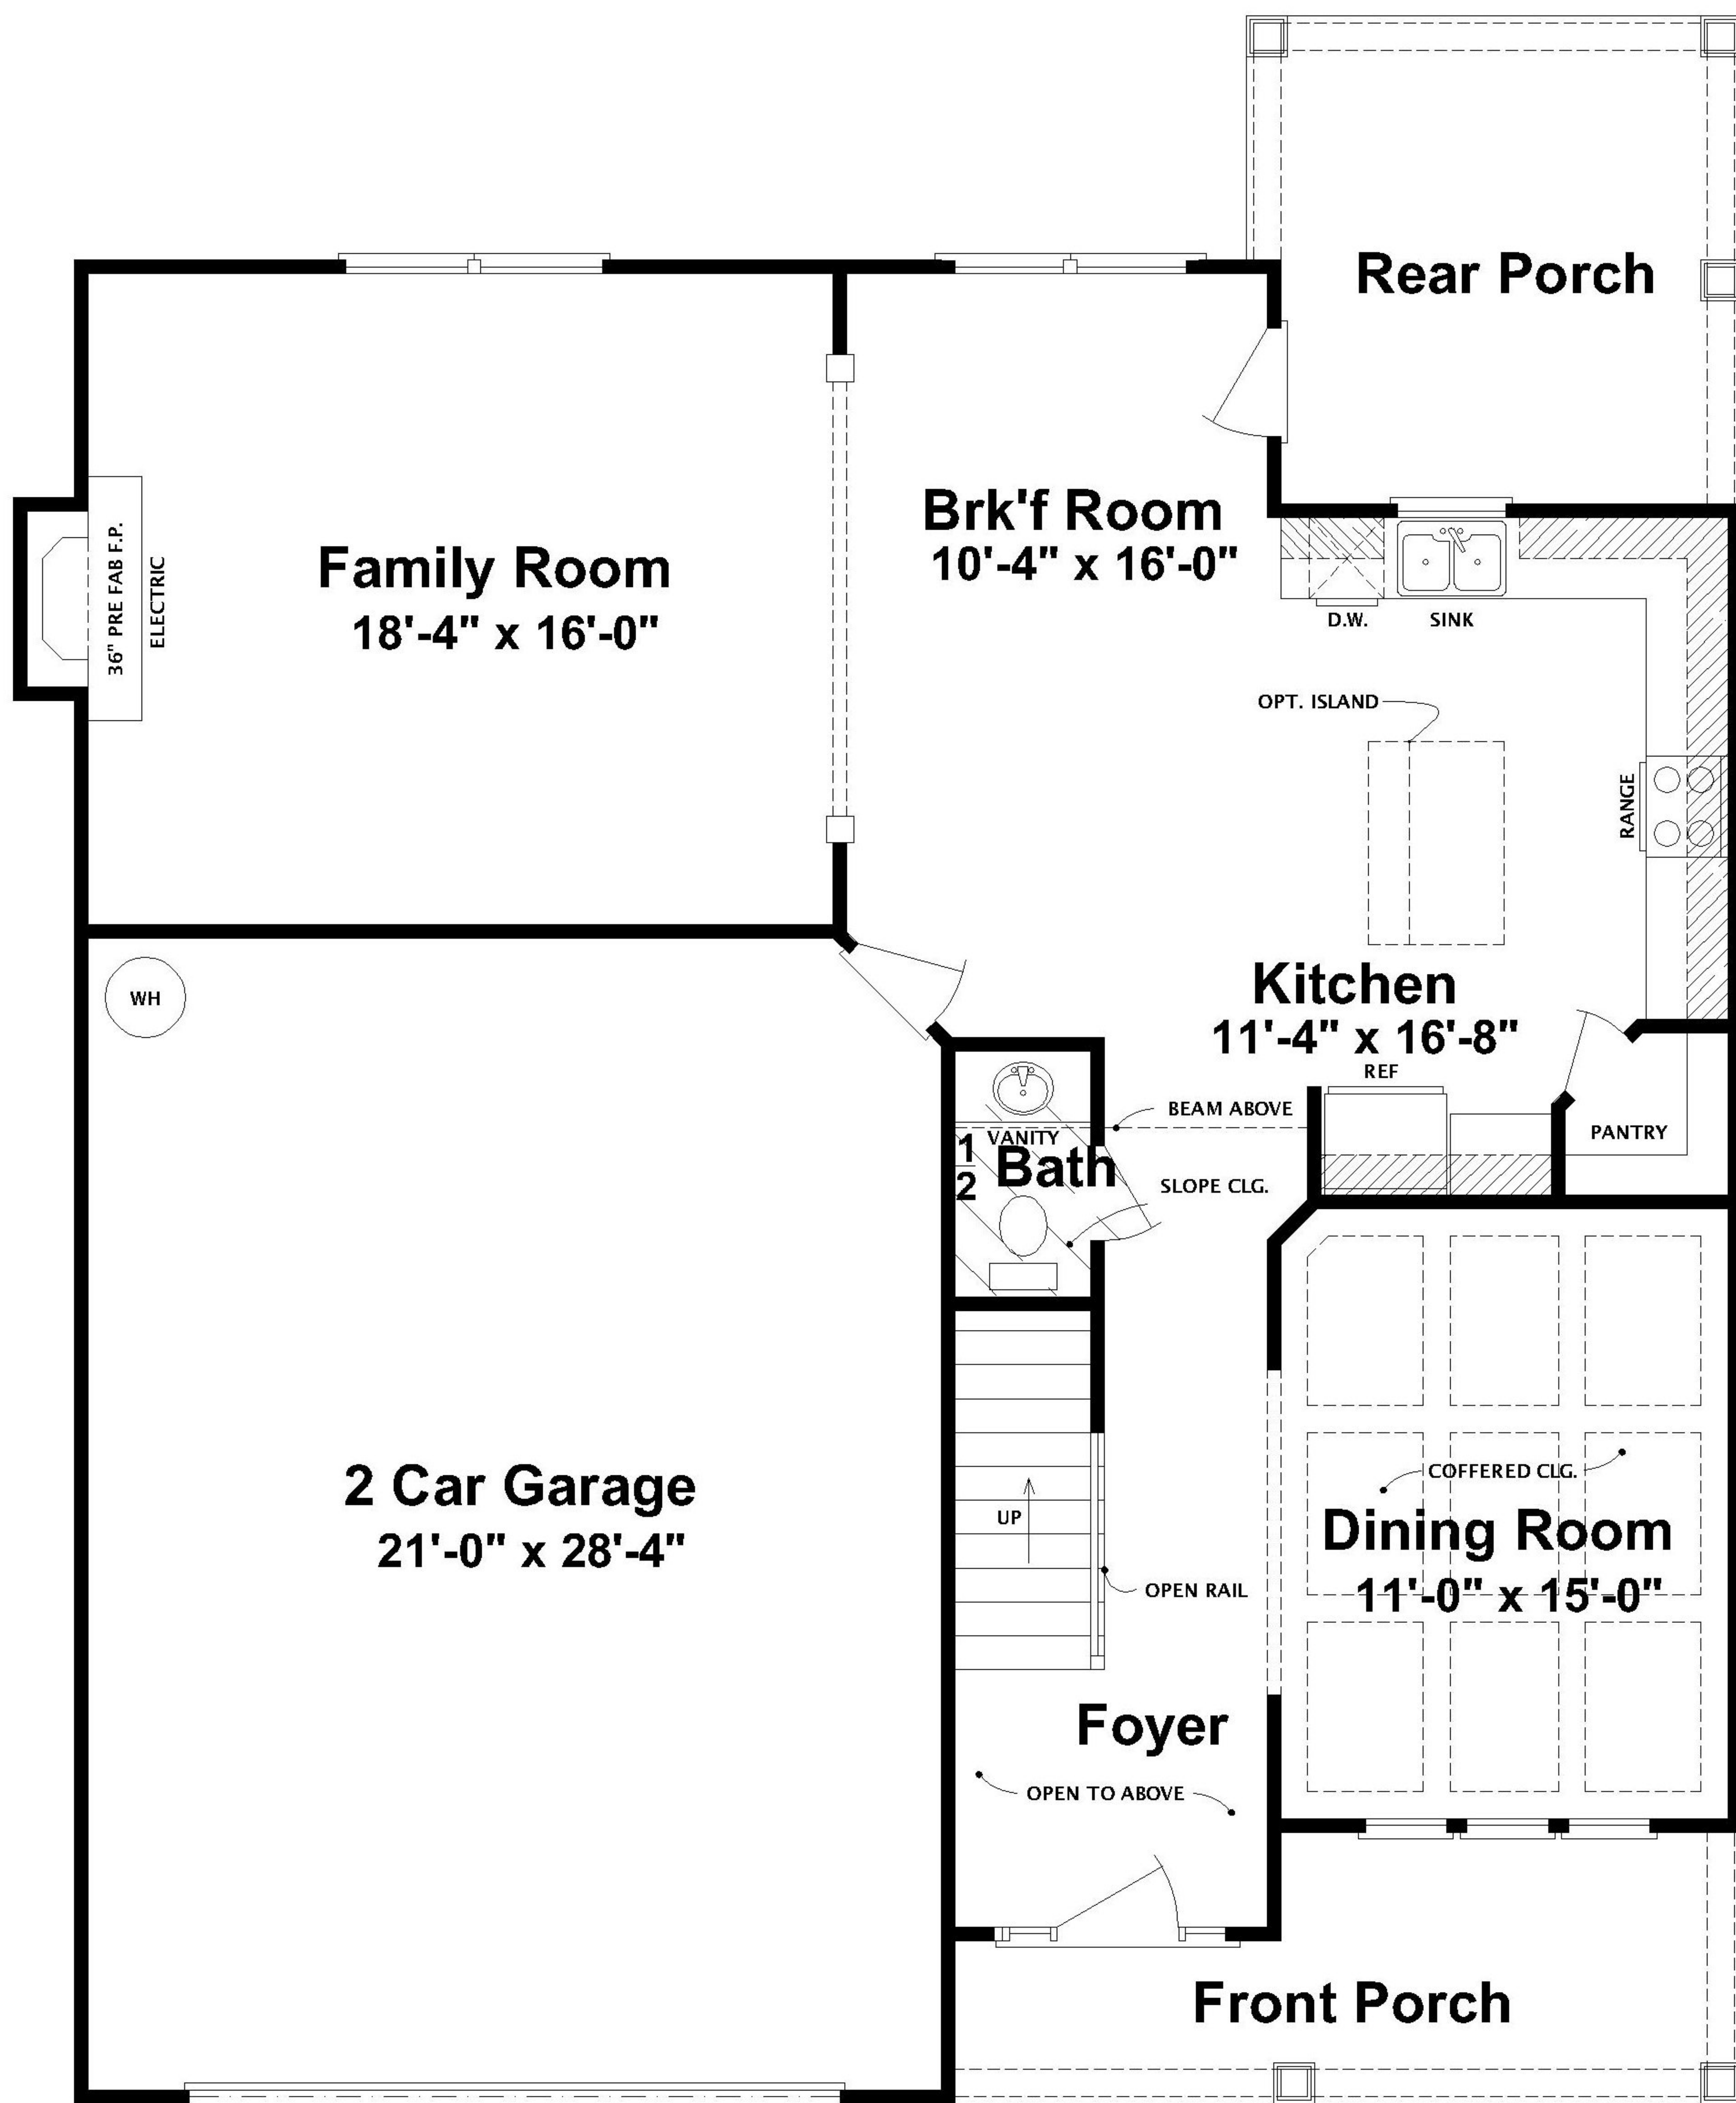 Rear Porch
Brk'f Room
10'-4" x 16'-0"
Family Room
18'-4" x 16'-0"
36" PRE FAB F.P.
ELECTRIC
D.W.
SINK
OPT. ISLAND
RANGE
Kitchen
11'-4" x 16'-8"
WH
REF
BEAM ABOVE
PANTRY
VANITY
1
2
Bath
SLOPE CLG.
2 Car Garage
21'-0" x 28'-4"
COFFERED CLG.
UP
Dining Room
11'-0" x 15'-0"
OPEN RAIL
Foyer
OPEN TO ABOVE
Front Porch